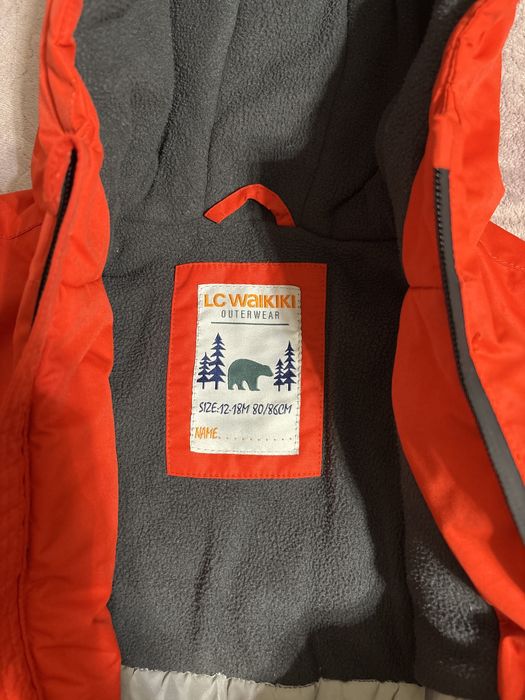 LC WAIKIKI
OUTERWEAR
SIZE:12-18M 80/86CM
NAME....................